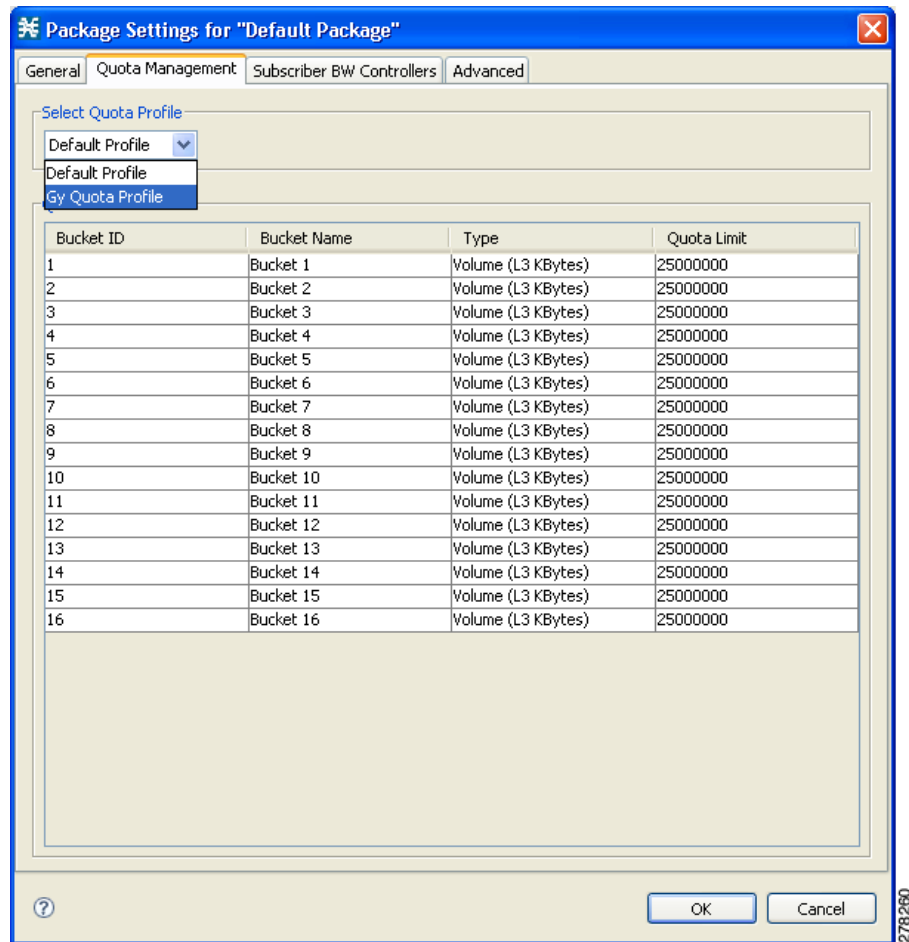 Package Settings for "Default Package"
General Quota Management Subscriber BW Controllers Advanced
Select Quota Profile
Default Profile
Default Profile
Gy Quota Profile
Bucket ID Bucket Name Type Quota Limit
1 Bucket 1 Volume (L3 KBytes) 25000000
2 Bucket 2 Volume (L3 KBytes) 25000000
3 Bucket 3 Volume (L3 KBytes) 25000000
4 Bucket 4 Volume (L3 KBytes) 25000000
5 Bucket 5 Volume (L3 KBytes) 25000000
6 Bucket 6 Volume (L3 KBytes) 25000000
7 Bucket 7 Volume (L3 KBytes) 25000000
8 Bucket 8 Volume (L3 KBytes) 25000000
9 Bucket 9 Volume (L3 KBytes) 25000000
10 Bucket 10 Volume (L3 KBytes) 25000000
11 Bucket 11 Volume (L3 KBytes) 25000000
12 Bucket 12 Volume (L3 KBytes) 25000000
13 Bucket 13 Volume (L3 KBytes) 25000000
14 Bucket 14 Volume (L3 KBytes) 25000000
15 Bucket 15 Volume (L3 KBytes) 25000000
16 Bucket 16 Volume (L3 KBytes) 25000000
? OK Cancel
278260